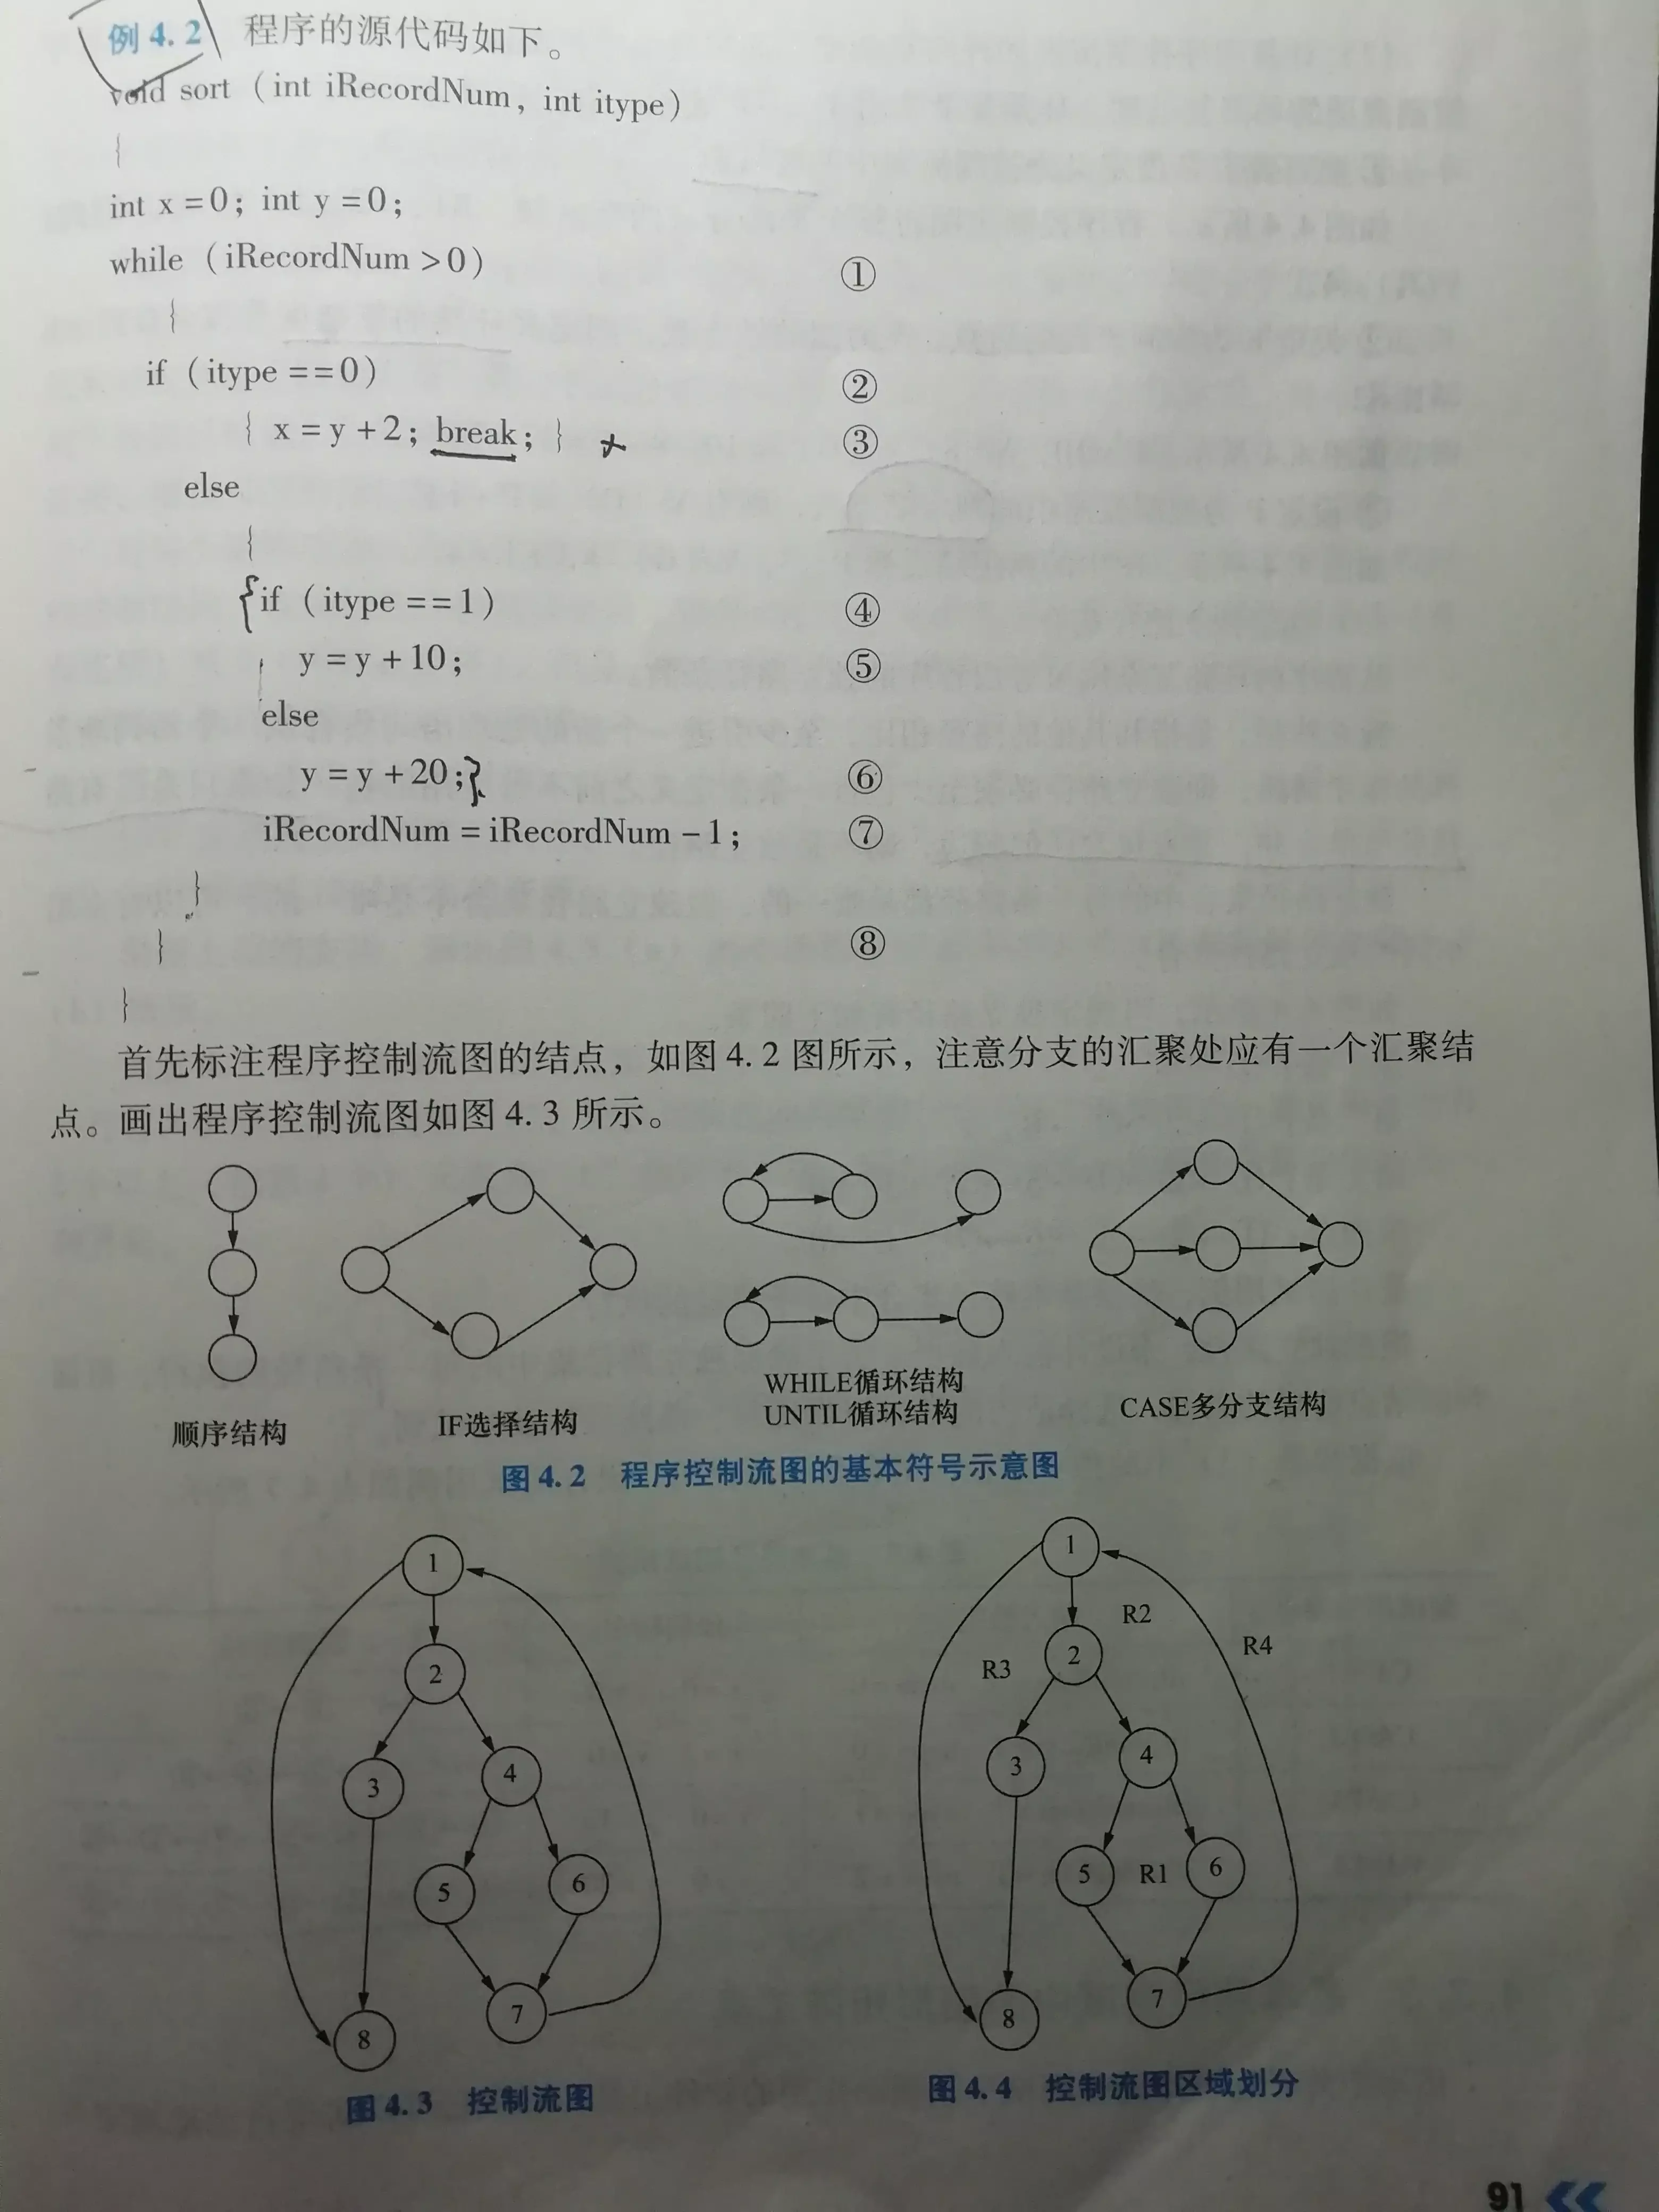 例 4.2 程序的源代码如下。
void sort (int iRecordNum, int itype)
{
int x=0; int y=0;
while (iRecordNum>0) ①
{
if (itype==0) ②
{ x=y+2; break; } ③
else
{
{if (itype==1) ④
y=y+10; ⑤
else
y=y+20;} ⑥
iRecordNum=iRecordNum-1; ⑦
}
} ⑧
}
首先标注程序控制流图的结点，如图4.2图所示，注意分支的汇聚处应有一个汇聚结
点。画出程序控制流图如图4.3所示。
顺序结构
IF选择结构
WHILE循环结构
UNTIL循环结构
CASE多分支结构
图 4.2 程序控制流图的基本符号示意图
1
2
3
4
5
6
7
8
图 4.3 控制流图
1
R2
R4
2
R3
3
4
5
R1
6
7
8
图 4.4 控制流图区域划分
91